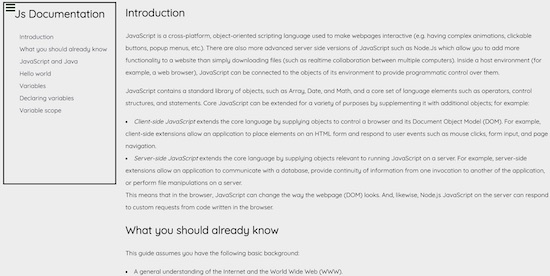 Js Documentation
Introduction
What you should already know
JavaScript and Java
Hello world
Variables
Declaring variables
Variable scope
Introduction
JavaScript is a cross-platform, object-oriented scripting language used to make webpages interactive (e.g. having complex animations, clickable
buttons, popup menus, etc.). There are also more advanced server side versions of JavaScript such as Node.Js which allow you to add more
functionality to a website than simply downloading files (such as realtime collaboration between multiple computers). Inside a host environment (for
example, a web browser), JavaScript can be connected to the objects of its environment to provide programmatic control over them.
JavaScript contains a standard library of objects, such as Array, Date, and Math, and a core set of language elements such as operators, control
structures, and statements. Core JavaScript can be extended for a variety of purposes by supplementing it with additional objects; for example:
• Client-side JavaScript extends the core language by supplying objects to control a browser and its Document Object Model (DOM). For example,
client-side extensions allow an application to place elements on an HTML form and respond to user events such as mouse clicks, form input, and page
navigation.
• Server-side JavaScript extends the core language by supplying objects relevant to running JavaScript on a server. For example, server-side
extensions allow an application to communicate with a database, provide continuity of information from one invocation to another of the application,
or perform file manipulations on a server.
This means that in the browser, JavaScript can change the way the webpage (DOM) looks. And, likewise, Node.js JavaScript on the server can respond
to custom requests from code written in the browser.
What you should already know
This guide assumes you have the following basic background:
• A general understanding of the Internet and the World Wide Web (WWW).